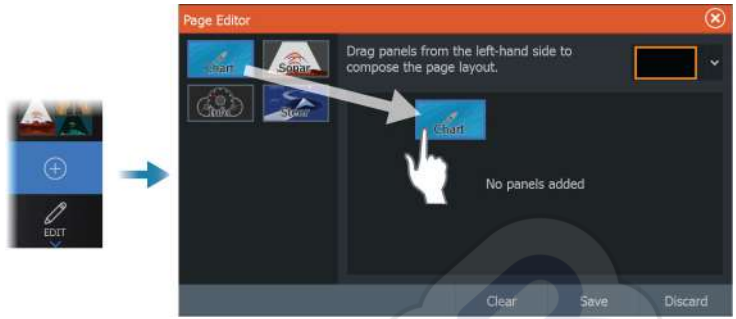 Page Editor
Chart
Sonar
Info
Steer
Drag panels from the left-hand side to
compose the page layout.
Chart
No panels added
EDIT
Clear
Save
Discard